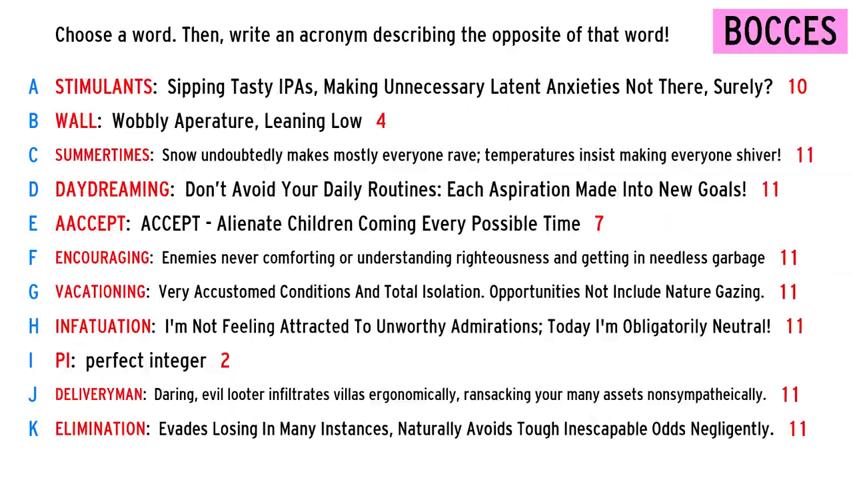 Choose a word. Then, write an acronym describing the opposite of that word!
BOCCES
A STIMULANTS: Sipping Tasty IPAs, Making Unnecessary Latent Anxieties Not There, Surely? 10
B WALL: Wobbly Aperature, Leaning Low 4
C SUMMERTIMES: Snow undoubtedly makes mostly everyone rave; temperatures insist making everyone shiver! 11
D DAYDREAMING: Don't Avoid Your Daily Routines: Each Aspiration Made Into New Goals! 11
E AACCEPT: ACCEPT - Alienate Children Coming Every Possible Time 7
F ENCOURAGING: Enemies never comforting or understanding righteousness and getting in needless garbage 11
G VACATIONING: Very Accustomed Conditions And Total Isolation. Opportunities Not Include Nature Gazing. 11
H INFATUATION: I'm Not Feeling Attracted To Unworthy Admirations; Today I'm Obligatorily Neutral! 11
I PI: perfect integer 2
J DELIVERYMAN: Daring, evil looter infiltrates villas ergonomically, ransacking your many assets nonsympatheically. 11
K ELIMINATION: Evades Losing In Many Instances, Naturally Avoids Tough Inescapable Odds Negligently. 11